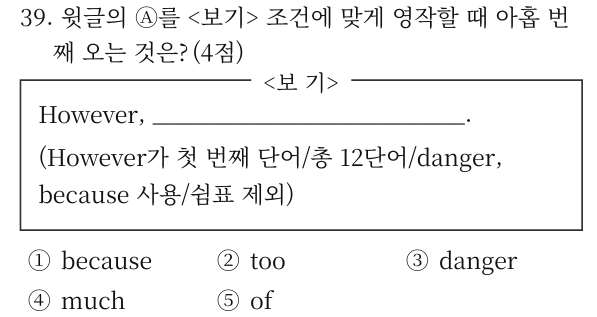 39. 윗글의 Ⓐ를 <보기> 조건에 맞게 영작할 때 아홉 번
째 오는 것은? (4점)
<보 기>
However, __________________________.
(However가 첫 번째 단어/총 12단어/danger,
because 사용/쉼표 제외)
① because ② too ③ danger
④ much ⑤ of